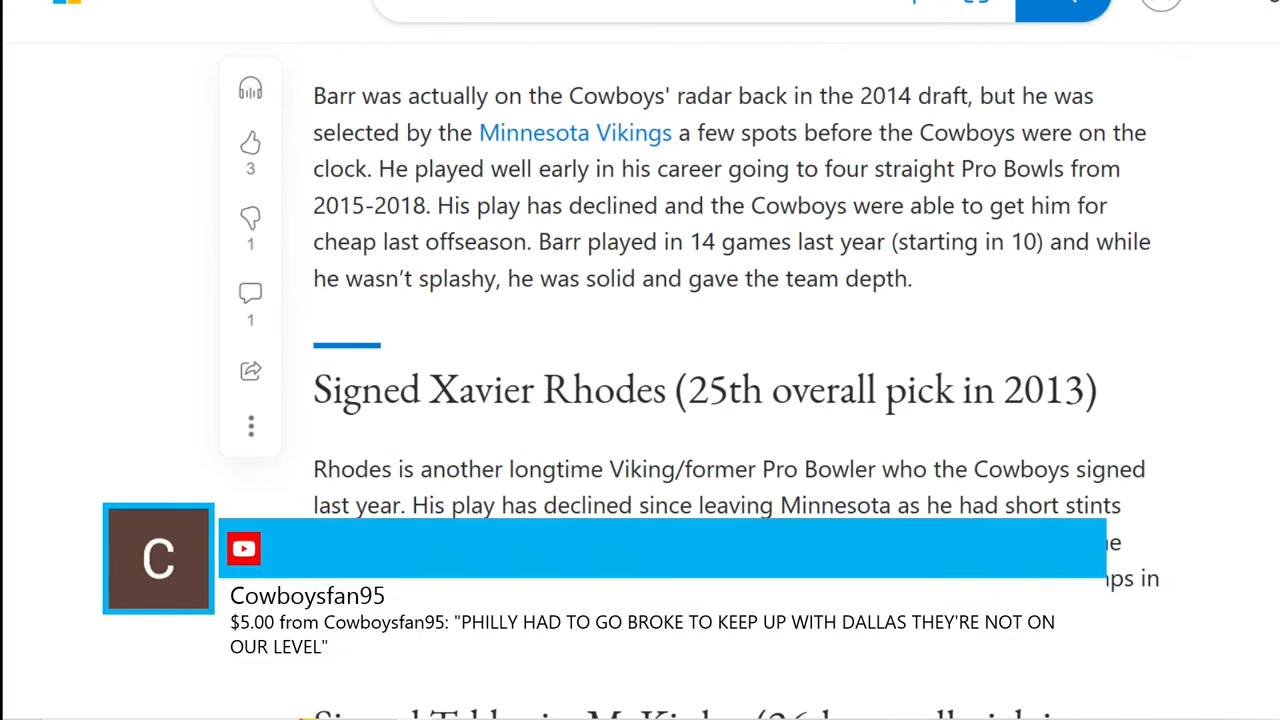 Barr was actually on the Cowboys' radar back in the 2014 draft, but he was
selected by the Minnesota Vikings a few spots before the Cowboys were on the
clock. He played well early in his career going to four straight Pro Bowls from
2015-2018. His play has declined and the Cowboys were able to get him for
cheap last offseason. Barr played in 14 games last year (starting in 10) and while
he wasn’t splashy, he was solid and gave the team depth.
3
1
1
Signed Xavier Rhodes (25th overall pick in 2013)
Rhodes is another longtime Viking/former Pro Bowler who the Cowboys signed
last year. His play has declined since leaving Minnesota as he had short stints
in
C
Cowboysfan95
$5.00 from Cowboysfan95: "PHILLY HAD TO GO BROKE TO KEEP UP WITH DALLAS THEY'RE NOT ON
OUR LEVEL"